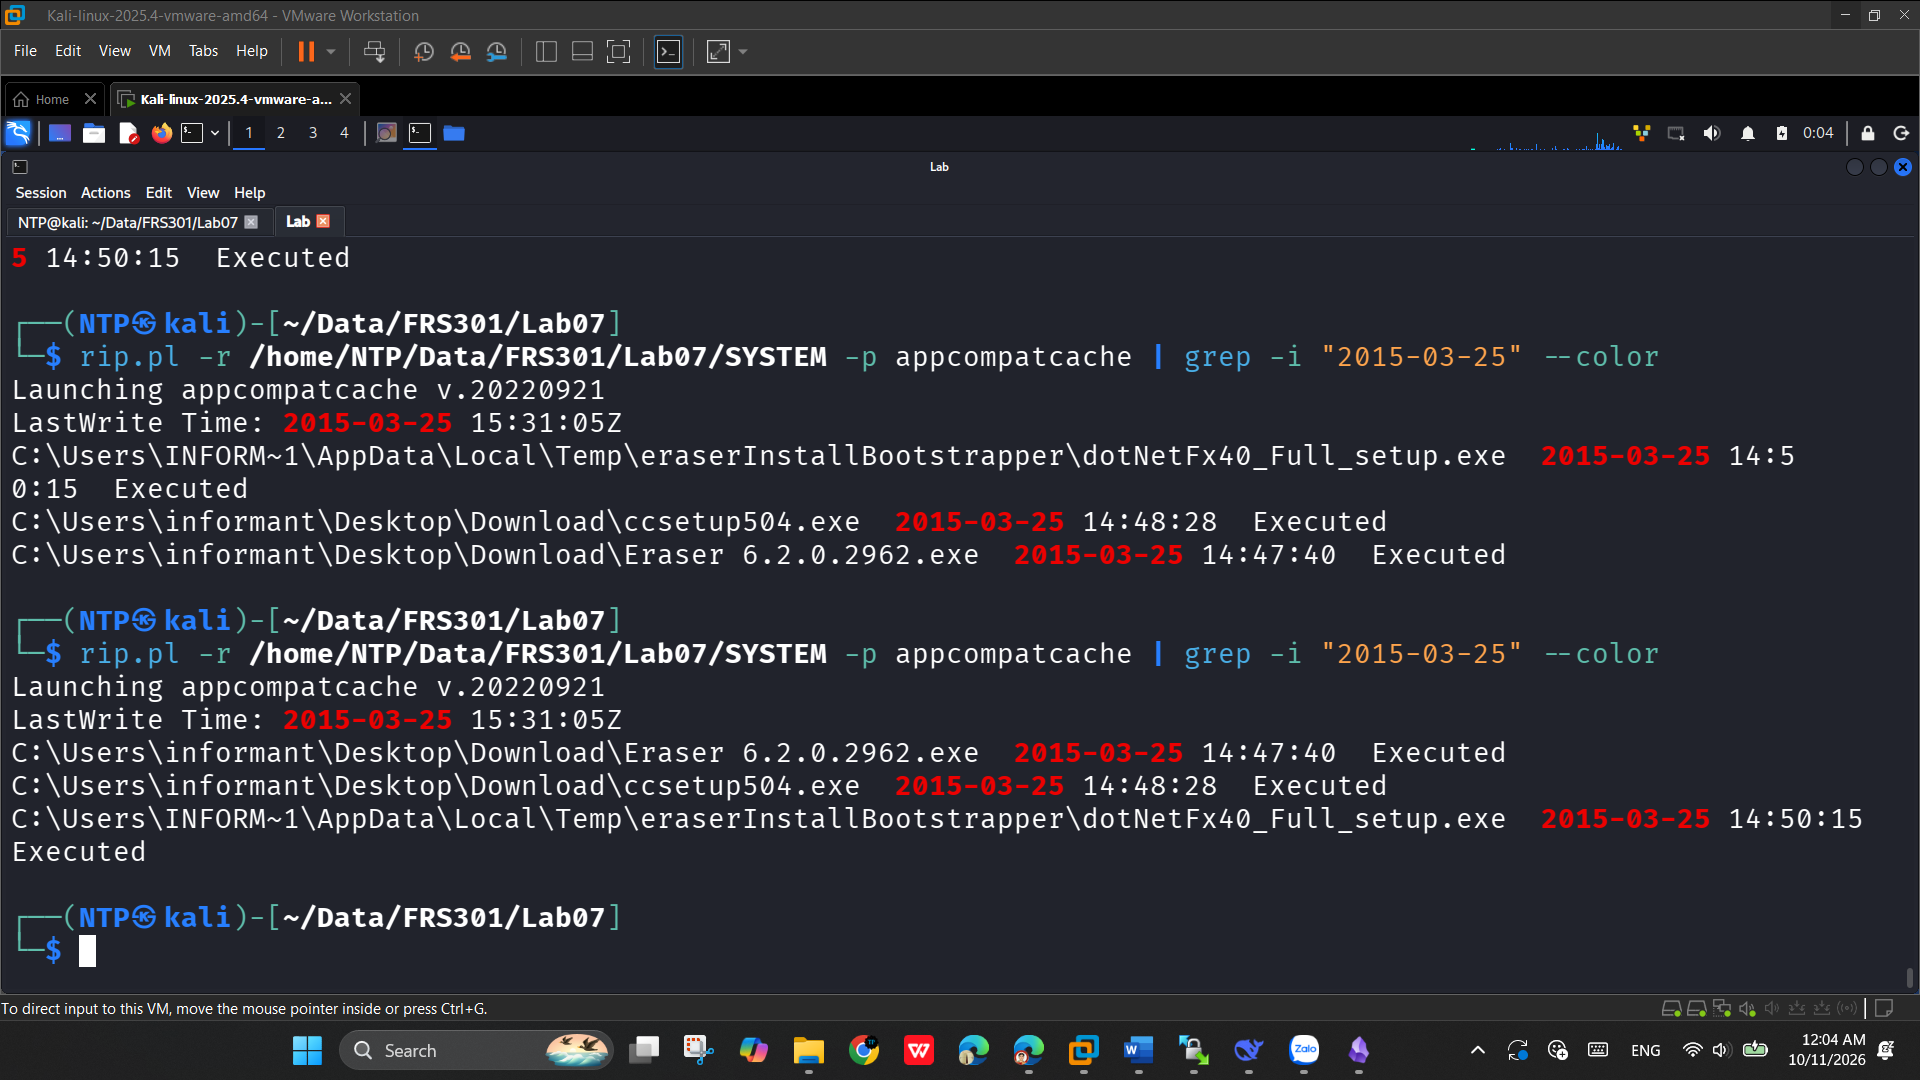 Kali-linux-2025.4-vmware-amd64 - VMware Workstation
File Edit View VM Tabs Help
Home Kali-linux-2025.4-vmware-a...
1 2 3 4 0:04
Lab
Session Actions Edit View Help
NTP@kali: ~/Data/FRS301/Lab07 Lab
5 14:50:15  Executed
┌──(NTP㉿kali)-[~/Data/FRS301/Lab07]
└─$ rip.pl -r /home/NTP/Data/FRS301/Lab07/SYSTEM -p appcompatcache | grep -i "2015-03-25" --color
Launching appcompatcache v.20220921
LastWrite Time: 2015-03-25 15:31:05Z
C:\Users\INFORM~1\AppData\Local\Temp\eraserInstallBootstrapper\dotNetFx40_Full_setup.exe  2015-03-25 14:5
0:15  Executed
C:\Users\informant\Desktop\Download\ccsetup504.exe  2015-03-25 14:48:28  Executed
C:\Users\informant\Desktop\Download\Eraser 6.2.0.2962.exe  2015-03-25 14:47:40  Executed
┌──(NTP㉿kali)-[~/Data/FRS301/Lab07]
└─$ rip.pl -r /home/NTP/Data/FRS301/Lab07/SYSTEM -p appcompatcache | grep -i "2015-03-25" --color
Launching appcompatcache v.20220921
LastWrite Time: 2015-03-25 15:31:05Z
C:\Users\informant\Desktop\Download\Eraser 6.2.0.2962.exe  2015-03-25 14:47:40  Executed
C:\Users\informant\Desktop\Download\ccsetup504.exe  2015-03-25 14:48:28  Executed
C:\Users\INFORM~1\AppData\Local\Temp\eraserInstallBootstrapper\dotNetFx40_Full_setup.exe  2015-03-25 14:50:15
Executed
┌──(NTP㉿kali)-[~/Data/FRS301/Lab07]
└─$
To direct input to this VM, move the mouse pointer inside or press Ctrl+G.
Search
Zalo
ENG
12:04 AM
10/11/2026